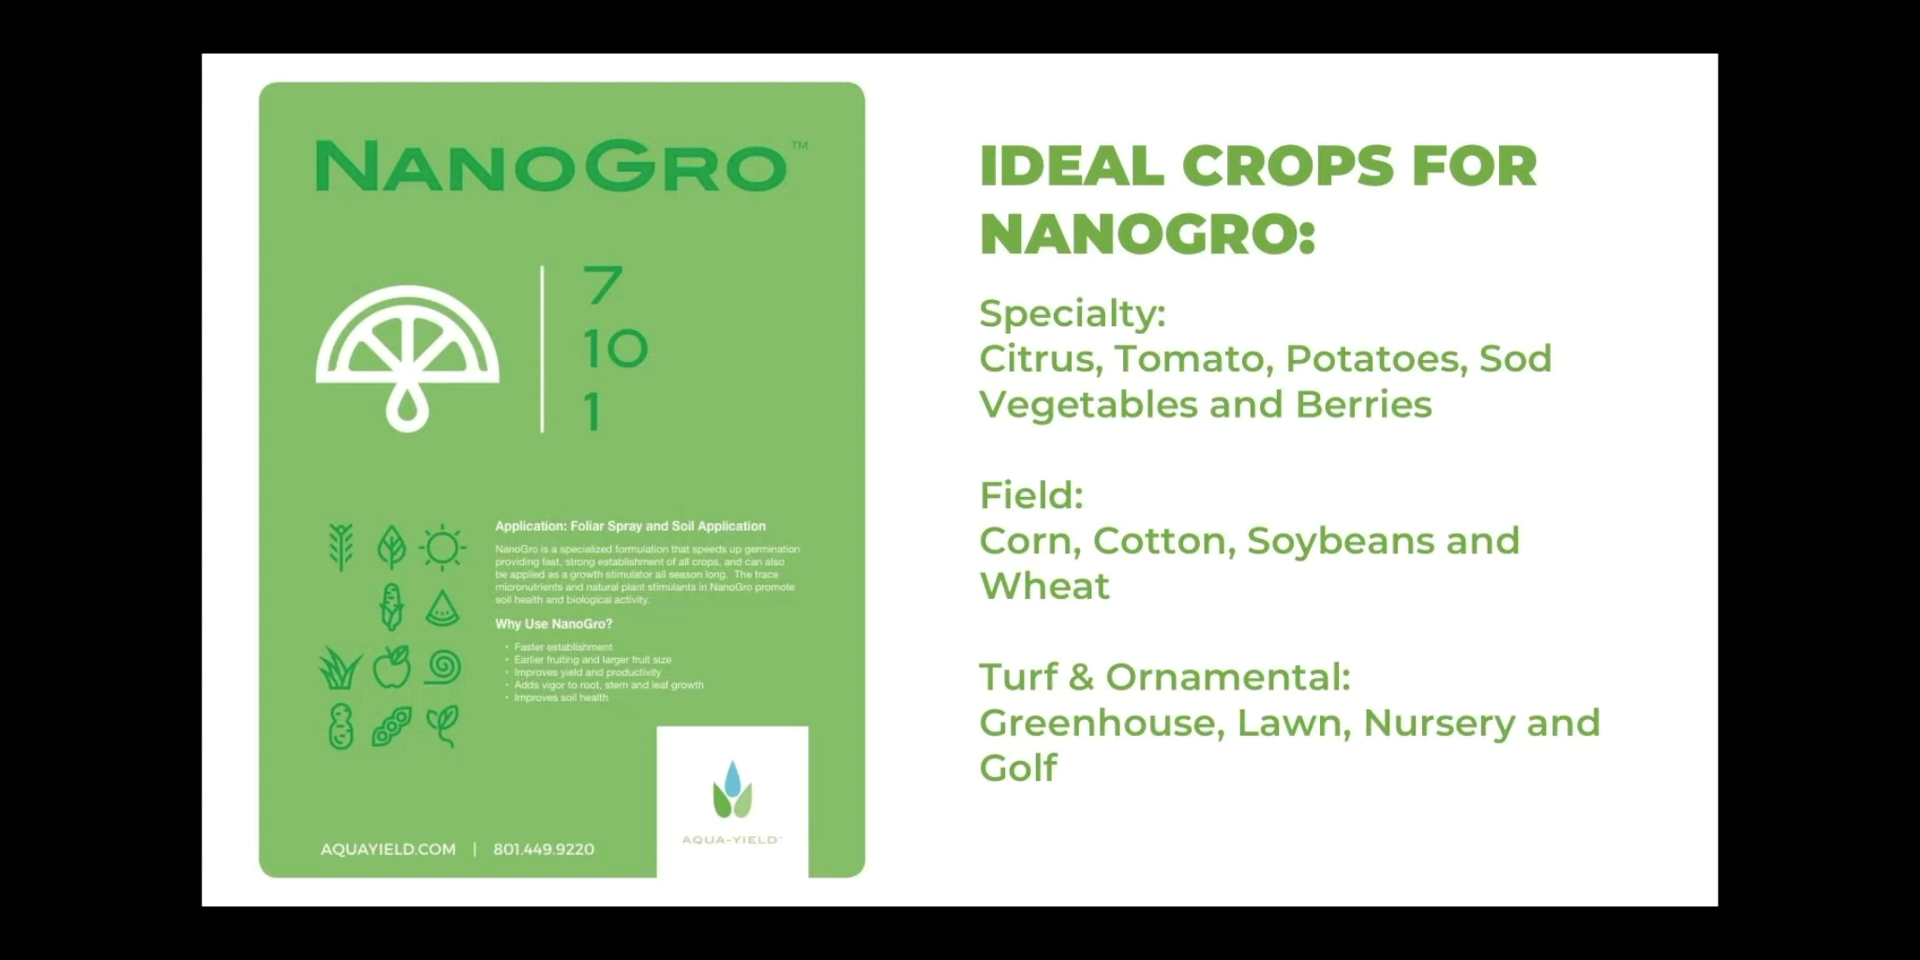 NANOGRO™
7
10
1
Application: Foliar Spray and Soil Application
NanoGro is a specialized formulation that speeds up germination
providing fast, strong establishment of all crops, and can also
be applied as a growth stimulator all season long. The trace
micronutrients and natural plant stimulants in NanoGro promote
soil health and biological activity.
Why Use NanoGro?
• Faster establishment
• Earlier fruiting and larger fruit size
• Improves yield and productivity
• Adds vigor to root, stem and leaf growth
• Improves soil health
AQUA-YIELD™
AQUAYIELD.COM | 801.449.9220
IDEAL CROPS FOR
NANOGRO:
Specialty:
Citrus, Tomato, Potatoes, Sod
Vegetables and Berries
Field:
Corn, Cotton, Soybeans and
Wheat
Turf & Ornamental:
Greenhouse, Lawn, Nursery and
Golf